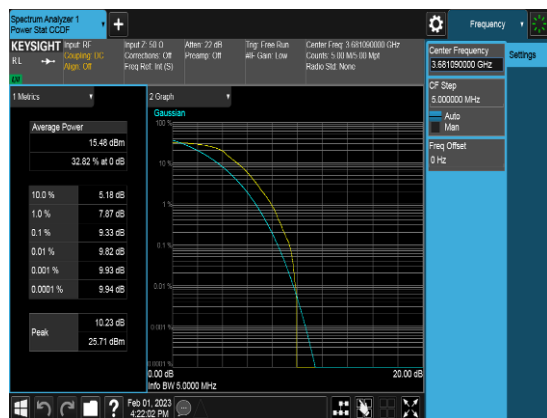 Spectrum Analyzer 1
Power Stat CCDF
Frequency
KEYSIGHT
RL
Input: RF
Coupling: DC
Align: Off
Input Z: 50 Ω
Corrections: Off
Freq Ref: Int (S)
Atten: 22 dB
Preamp: Off
Trig: Free Run
#IF Gain: Low
Center Freq: 3.681090000 GHz
Counts: 5.00 M/5.00 Mpt
Radio Std: None
Center Frequency
3.681090000 GHz
Settings
CF Step
5.000000 MHz
Auto
Man
Freq Offset
0 Hz
1 Metrics
Average Power
15.48 dBm
32.82 % at 0 dB
10.0 % 5.18 dB
1.0 % 7.87 dB
0.1 % 9.33 dB
0.01 % 9.82 dB
0.001 % 9.93 dB
0.0001 % 9.94 dB
Peak
10.23 dB
25.71 dBm
2 Graph
Gaussian
100 %
10 %
1 %
0.1 %
0.01 %
0.001 %
0.0001 %
0.00 dB
20.00 dB
Info BW 5.0000 MHz
Feb 01, 2023
4:22:02 PM